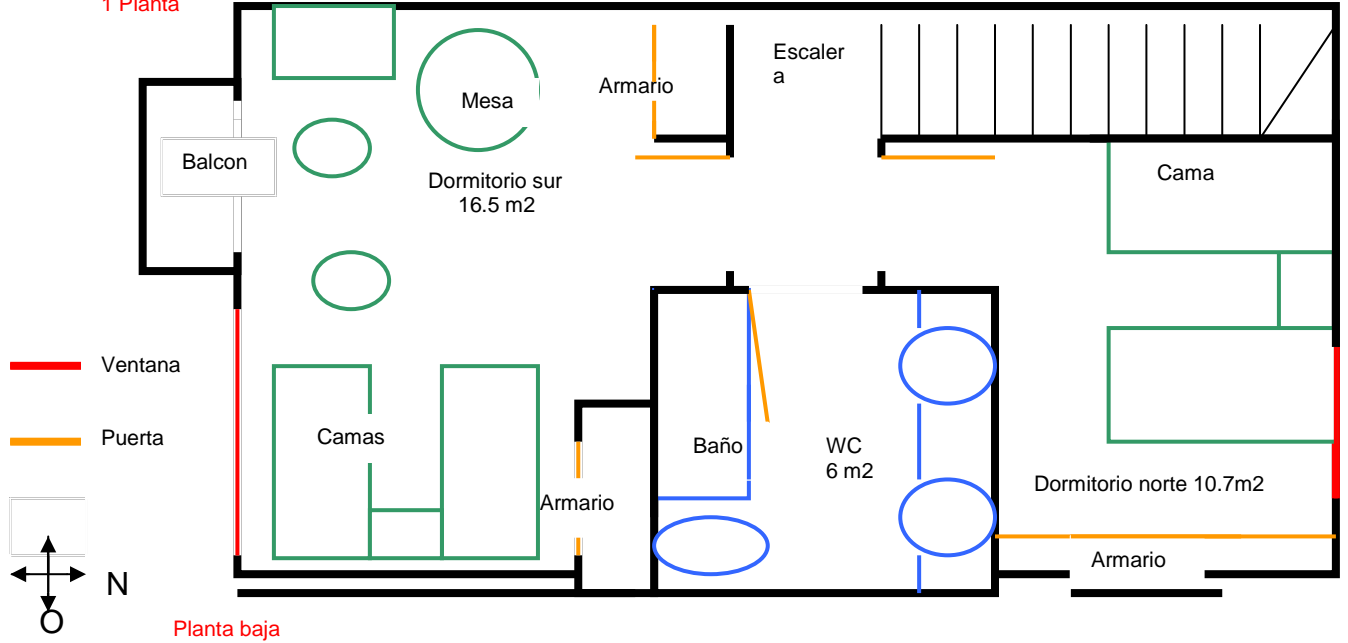 1 Planta
Escaler
a
Armario
Mesa
Balcon
Cama
Dormitorio sur
16.5 m2
Ventana
Puerta
Camas
Baño
WC
6 m2
Armario
Dormitorio norte 10.7m2
Armario
N
O
Planta baja